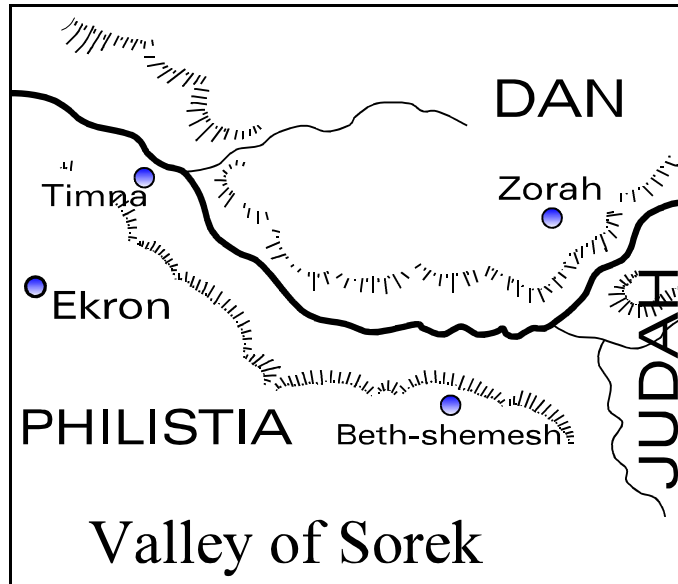 DAN
Timna
Zorah
Ekron
JUDAH
PHILISTIA
Beth-shemesh
Valley of Sorek